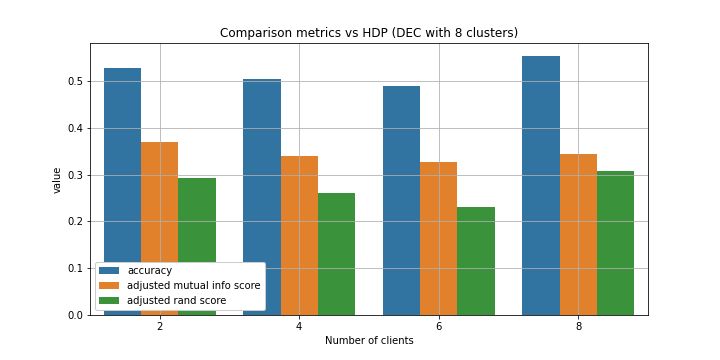 Comparison metrics vs HDP (DEC with 8 clusters)
value
0.5
0.4
0.3
0.2
0.1
0.0
accuracy
adjusted mutual info score
adjusted rand score
2 4 6 8
Number of clients